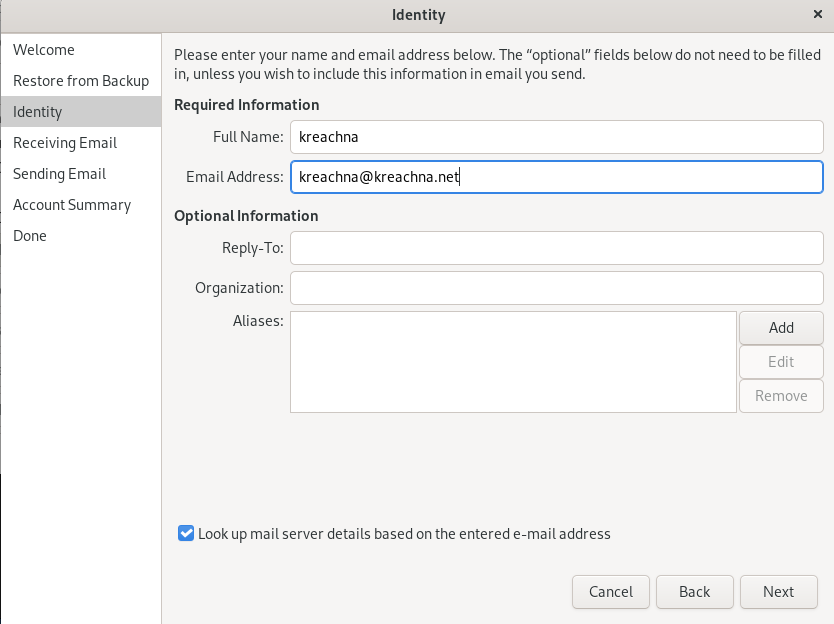 Identity
Welcome
Restore from Backup
Identity
Receiving Email
Sending Email
Account Summary
Done
Please enter your name and email address below. The “optional” fields below do not need to be filled
in, unless you wish to include this information in email you send.
Required Information
Full Name: kreachna
Email Address: kreachna@kreachna.net
Optional Information
Reply-To:
Organization:
Aliases:
Add
Edit
Remove
Look up mail server details based on the entered e-mail address
Cancel Back Next